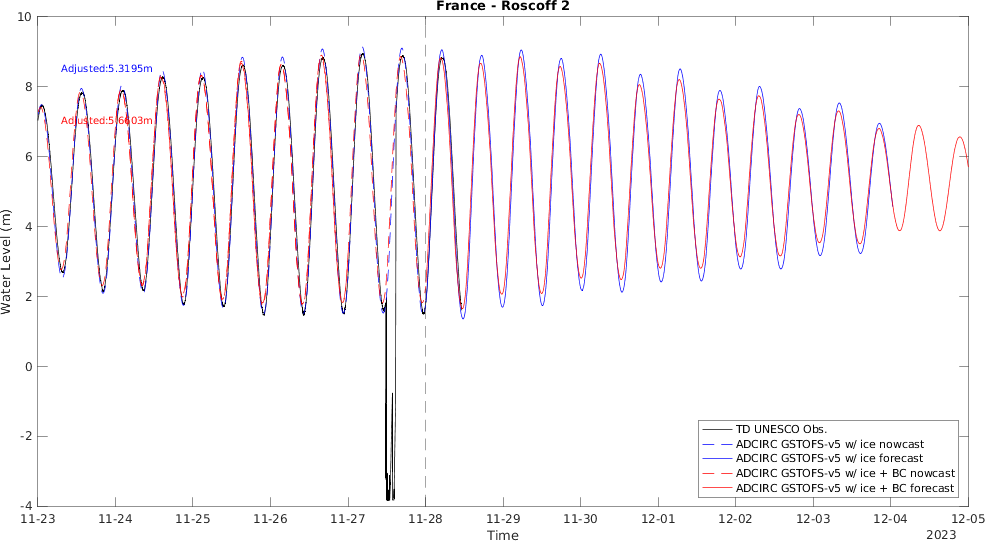 France - Roscoff 2
10
8
6
4
2
0
-2
-4
Water Level (m)
Adjusted:5.3195m
Adjusted:5.6603m
TD UNESCO Obs.
ADCIRC GSTOFS-v5 w/ ice nowcast
ADCIRC GSTOFS-v5 w/ ice forecast
ADCIRC GSTOFS-v5 w/ ice + BC nowcast
ADCIRC GSTOFS-v5 w/ ice + BC forecast
11-23 11-24 11-25 11-26 11-27 11-28 11-29 11-30 12-01 12-02 12-03 12-04 12-05
Time
2023